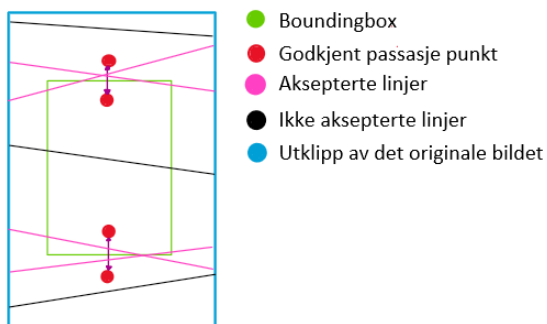 Boundingbox
Godkjent passasje punkt
Aksepterte linjer
Ikke aksepterte linjer
Utklipp av det originale bildet